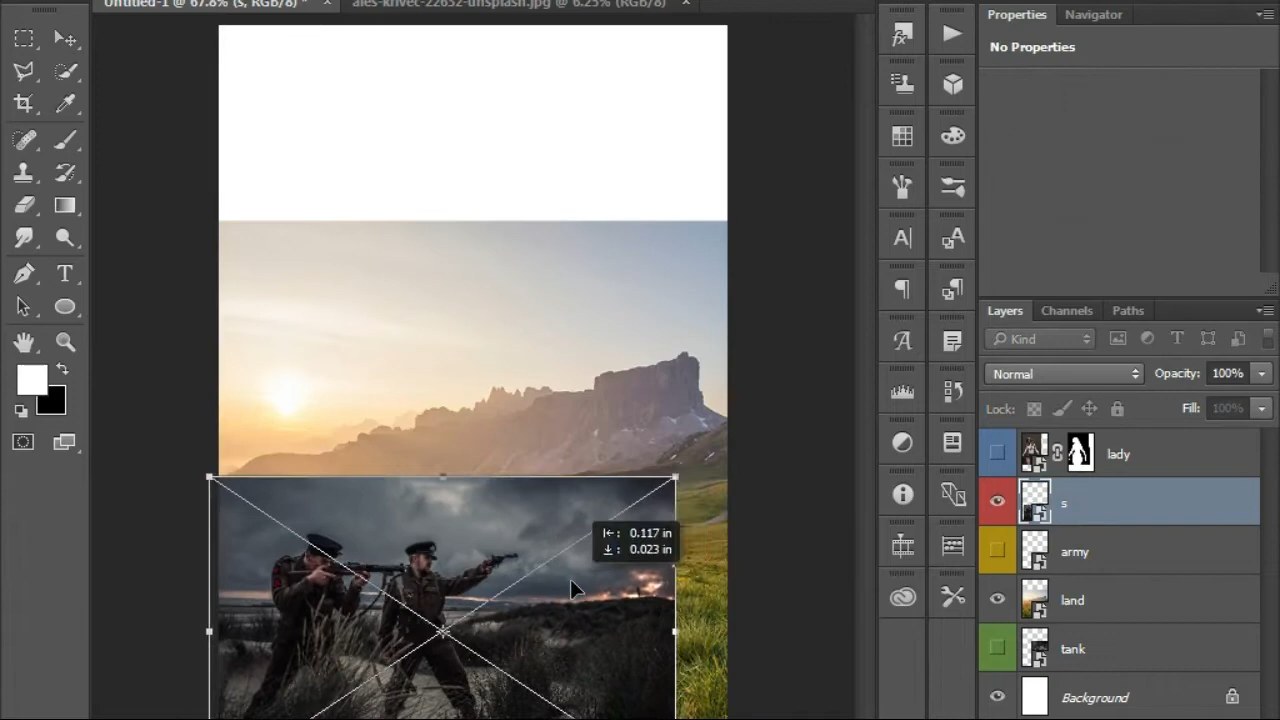 Untitled-1 @ 67.8% (s, RGB/8) * ×
ales-krivec-22632-unsplash.jpg @ 6.25% (RGB/8) ×
Properties
Navigator
No Properties
Layers
Channels
Paths
Kind
Normal
Opacity: 100%
Lock:
Fill: 100%
lady
s
army
land
tank
Background
0.117 in
0.023 in